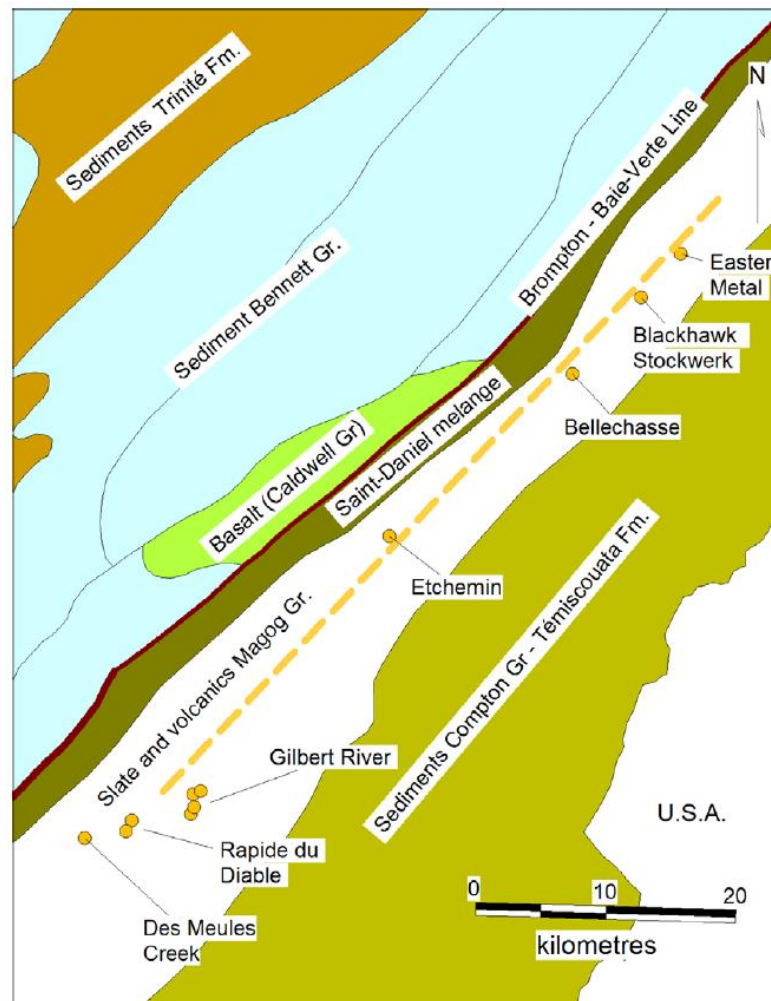 Sediments Trinité Fm.
N
Brompton - Baie-Verte Line
Sediment Bennett Gr.
Easter
Metal
Blackhawk
Stockwerk
Bellechasse
Saint-Daniel melange
Basalt (Caldwell Gr)
Etchemin
Slate and volcanics Magog Gr.
Sediments Compton Gr - Témiscouata Fm.
Gilbert River
U.S.A.
Rapide du
Diable
Des Meules
Creek
0
10
20
kilometres